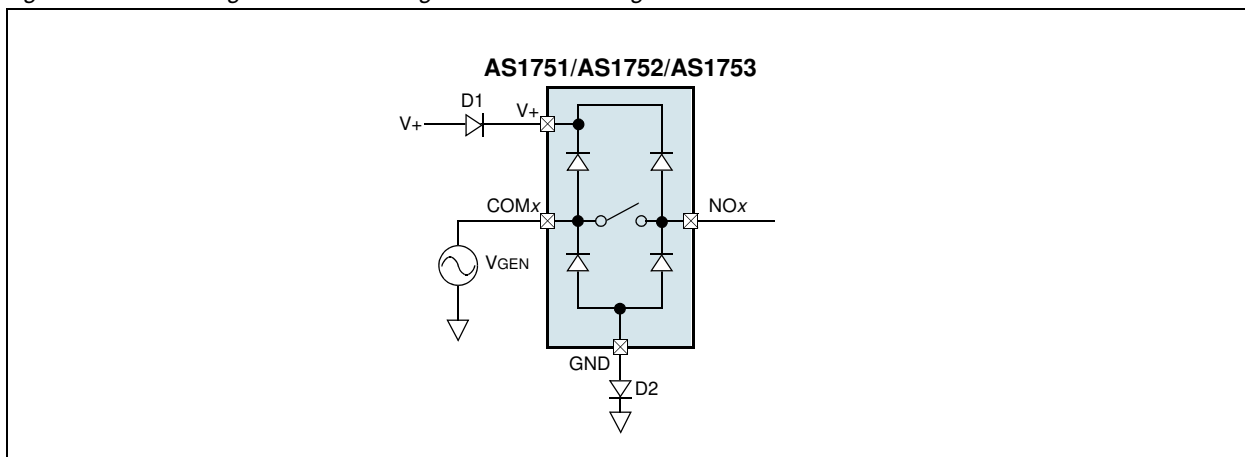 AS1751/AS1752/AS1753
D1
V+
V+
COMx
NOx
VGEN
GND
D2